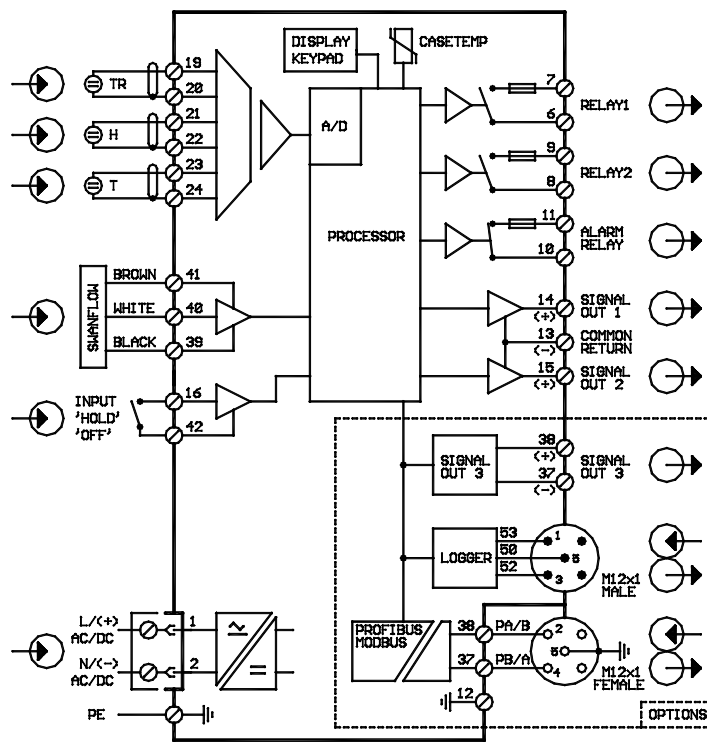 DISPLAY
KEYPAD
CASETEMP
19
TR
20
21
H
22
23
T
24
A/D
PROCESSOR
7
RELAY1
6
9
RELAY2
8
11
ALARM
RELAY
10
SWANFLOW
BROWN
41
WHITE
40
BLACK
39
14
(+)
SIGNAL
OUT 1
13
(-)
COMMON
RETURN
15
(+)
SIGNAL
OUT 2
INPUT
'HOLD'
'OFF'
16
42
SIGNAL
OUT 3
38
(+)
37
(-)
SIGNAL
OUT 3
LOGGER
53
50
52
1
5
3
M12x1
MALE
L/(+)
AC/DC
1
N/(-)
AC/DC
2
~
=
PE
PROFIBUS
MODBUS
38
PA/B
37
PB/A
12
2
5
4
M12x1
FEMALE
OPTIONS